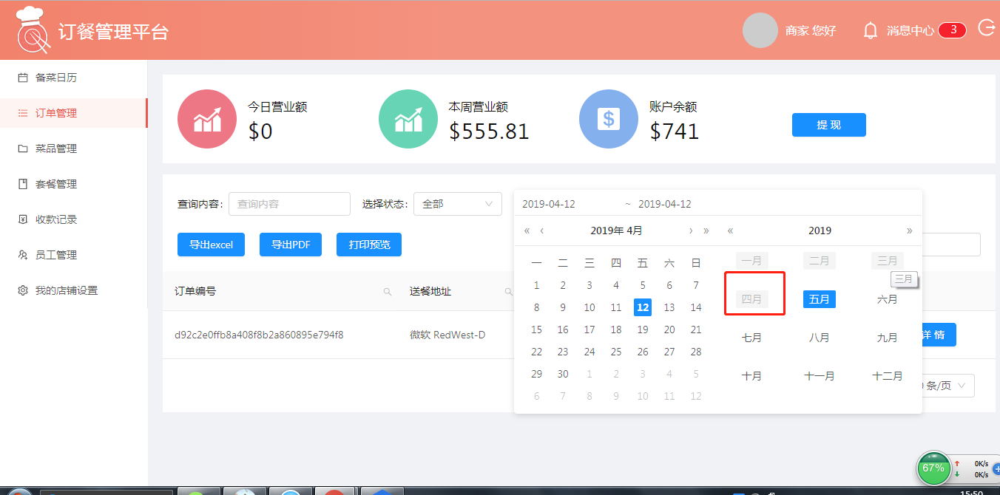 订餐管理平台
商家 您好
消息中心 3
备菜日历
订单管理
菜品管理
套餐管理
收款记录
员工管理
我的店铺设置
今日营业额
$0
本周营业额
$555.81
账户余额
$741
提 现
查询内容: 查询内容
选择状态: 全部
导出excel 导出PDF 打印预览
订单编号 送餐地址
d92c2e0ffb8a408f8b2a860895e794f8 微软 RedWest-D
详 情
条/页
2019-04-12 ~ 2019-04-12
« ‹ 2019年 4月 › »
一 二 三 四 五 六 日
1 2 3 4 5 6 7
8 9 10 11 12 13 14
15 16 17 18 19 20 21
22 23 24 25 26 27 28
29 30 1 2 3 4 5
6 7 8 9 10 11 12
« 2019 »
一月 二月 三月
三月
四月 五月 六月
七月 八月 九月
十月 十一月 十二月
67%
0K/s
0K/s
15:50